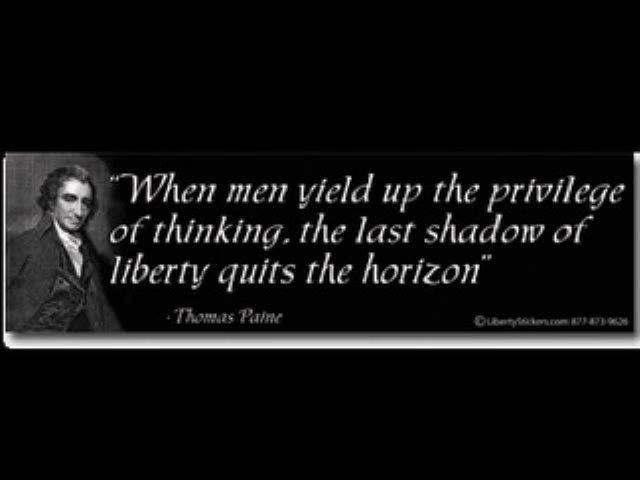 "When men yield up the privilege
of thinking, the last shadow of
liberty quits the horizon"
-Thomas Paine
©LibertyStickers.com 877-873-9626